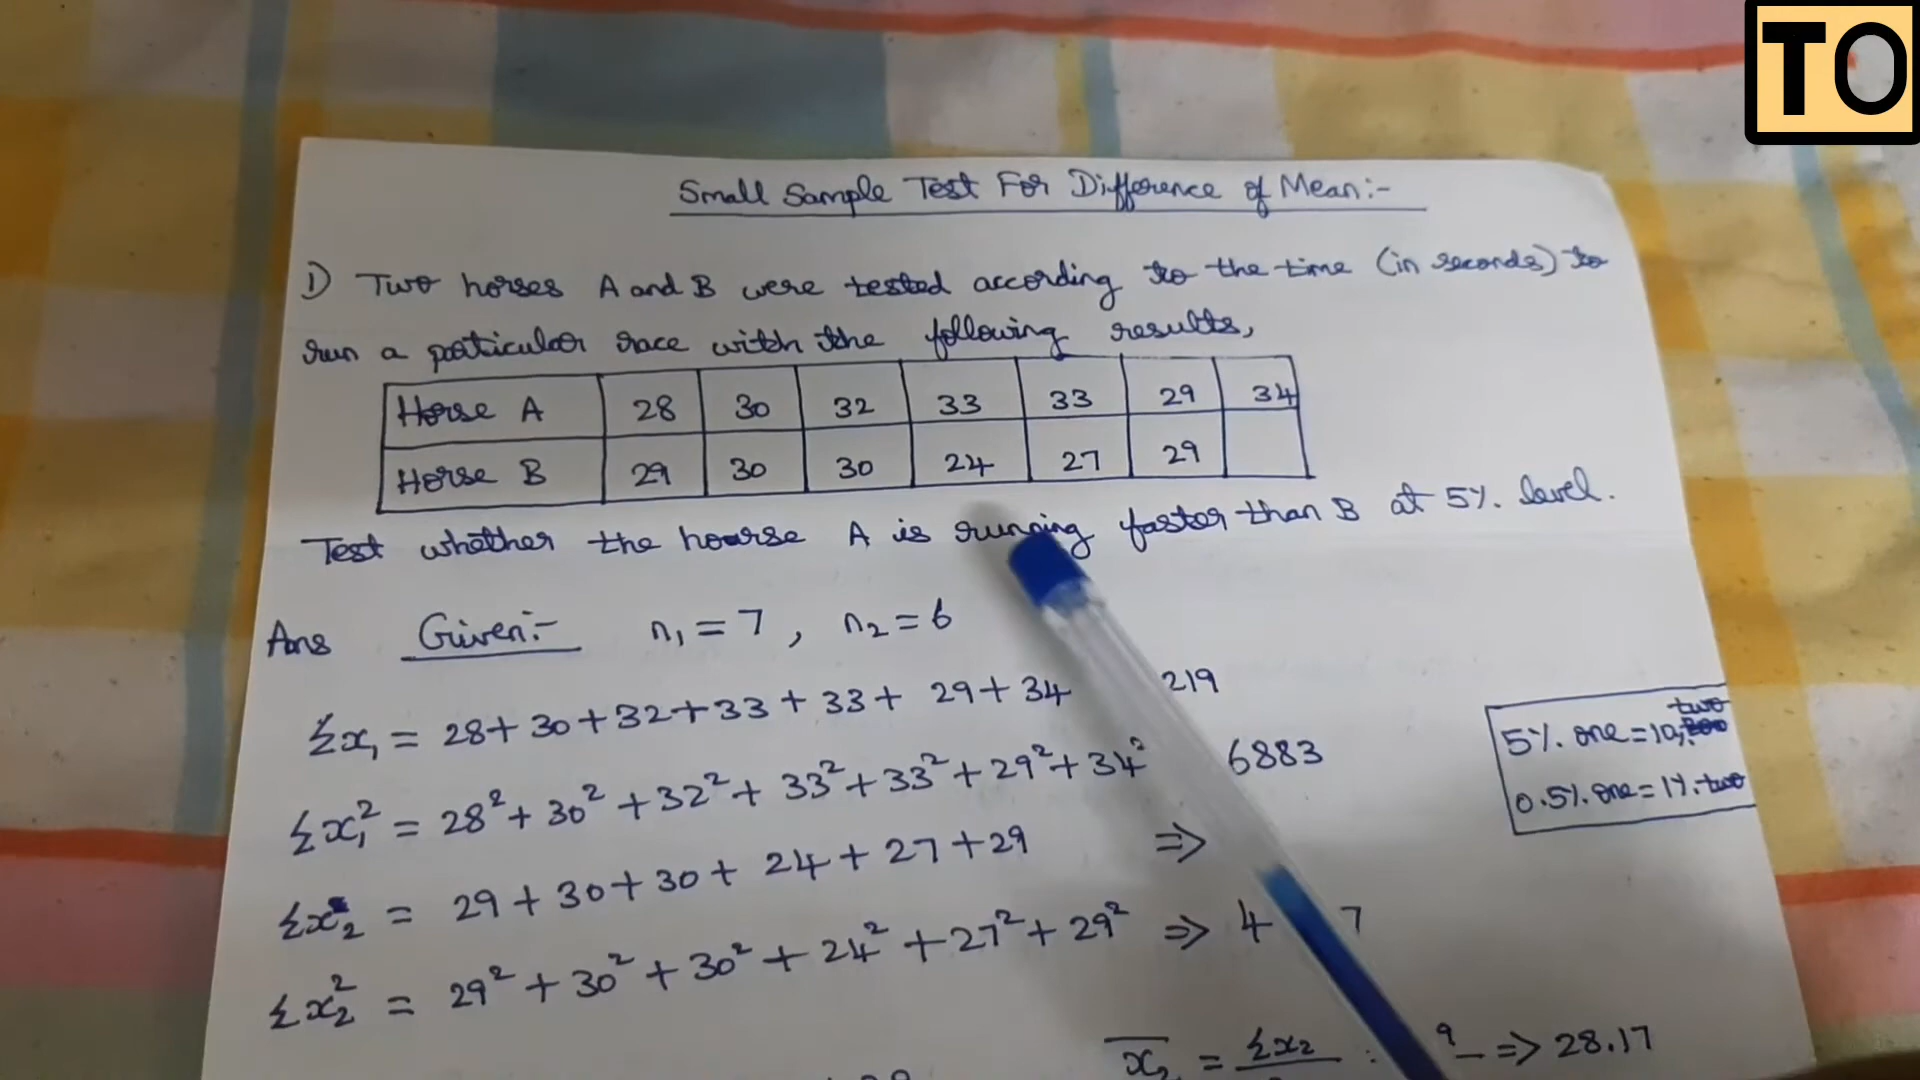 TO
Small Sample Test For Difference of Mean:-
1) Two horses A and B were tested according to the time (in seconds) to
run a particular race with the following results,
Horse A 28 30 32 33 33 29 34
Horse B 29 30 30 24 27 29
Test whether the hoarse A is running faster than B at 5%. level.
Ans Given:- n₁ = 7, n₂ = 6
Σx₁ = 28+30+32+33+33+ 29+34 219
Σx₁² = 28²+30²+32²+33²+33²+29²+34² 6883
Σx₂ = 29+30+30+ 24+27+29 ⇒
Σx₂² = 29²+30²+30²+24²+27²+29² ⇒ 4 7
x̄₂ = Σx₂ 9 ⇒ 28.17
two
5%. one = 10%.
0.5%. one = 1%. two